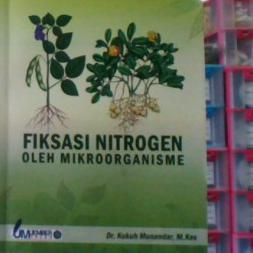 FIKSASI NITROGEN
OLEH MIKROORGANISME
Dr. Kukuh Munandar, M.Kes